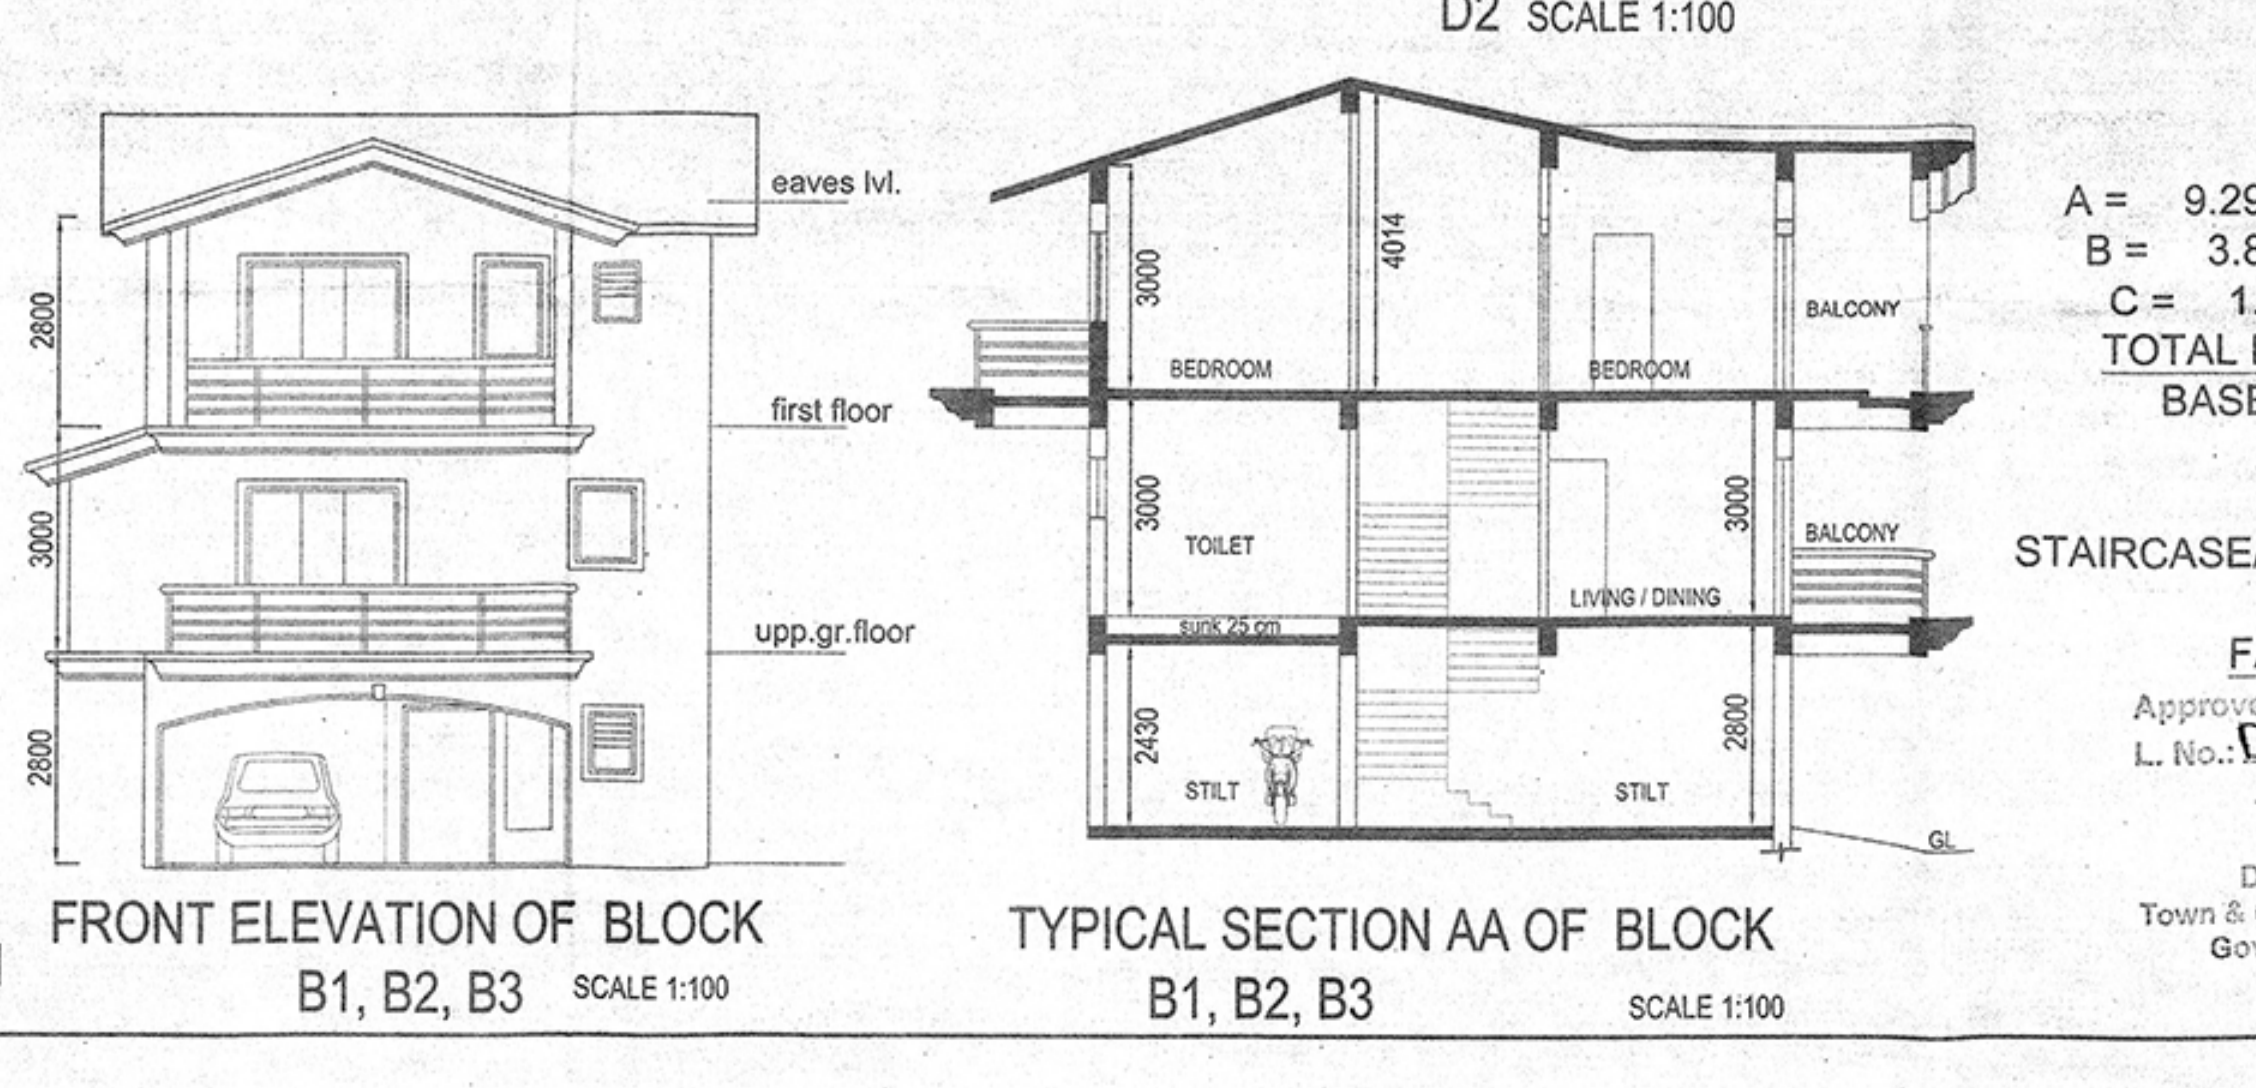 D2 SCALE 1:100
eaves lvl.
2800
first floor
3000
upp.gr.floor
2800
FRONT ELEVATION OF BLOCK
B1, B2, B3 SCALE 1:100
3000
4014
BALCONY
BEDROOM
BEDROOM
3000
3000
TOILET
BALCONY
LIVING / DINING
sunk 25 cm
2430
2800
STILT
STILT
GL
TYPICAL SECTION AA OF BLOCK
B1, B2, B3 SCALE 1:100
A = 9.29
B = 3.8
C = 1.
TOTAL
BASE
STAIRCASE/
Approve
L. No.:
Town &
Gov